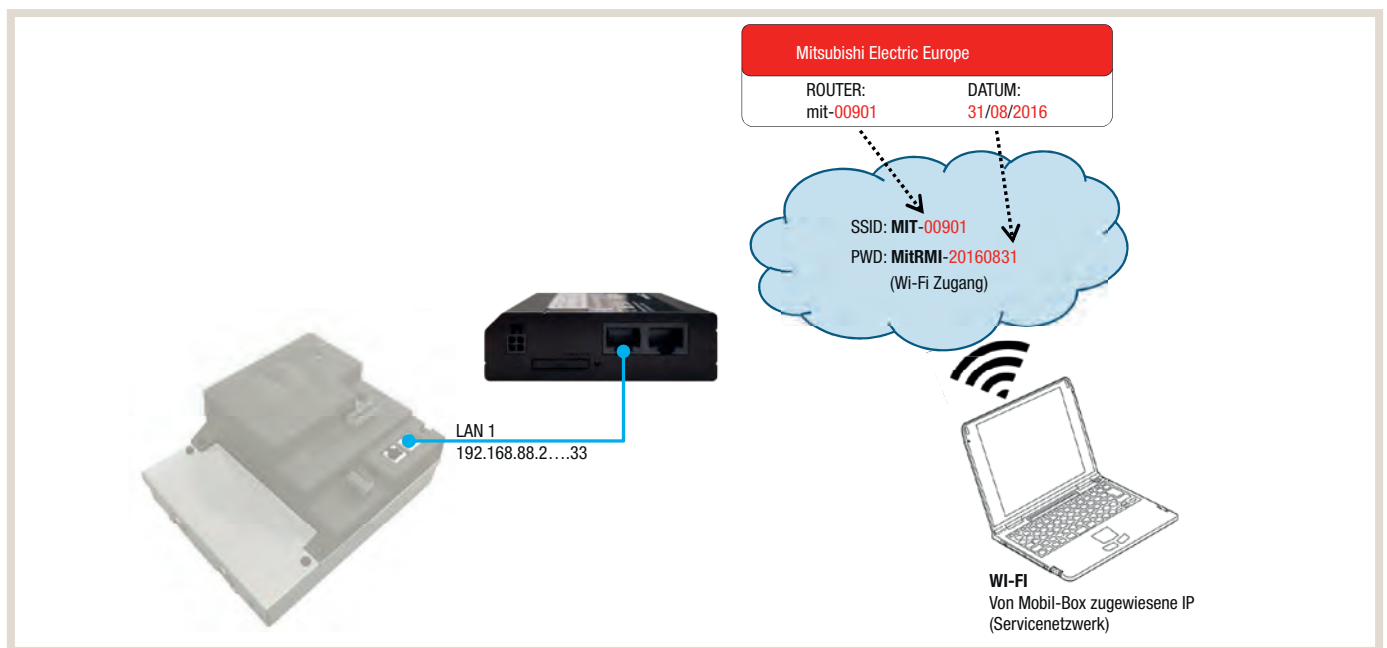 Mitsubishi Electric Europe
ROUTER: DATUM:
mit-00901 31/08/2016
SSID: MIT-00901
PWD: MitRMI-20160831
(Wi-Fi Zugang)
LAN 1
192.168.88.2....33
WI-FI
Von Mobil-Box zugewiesene IP
(Servicenetzwerk)